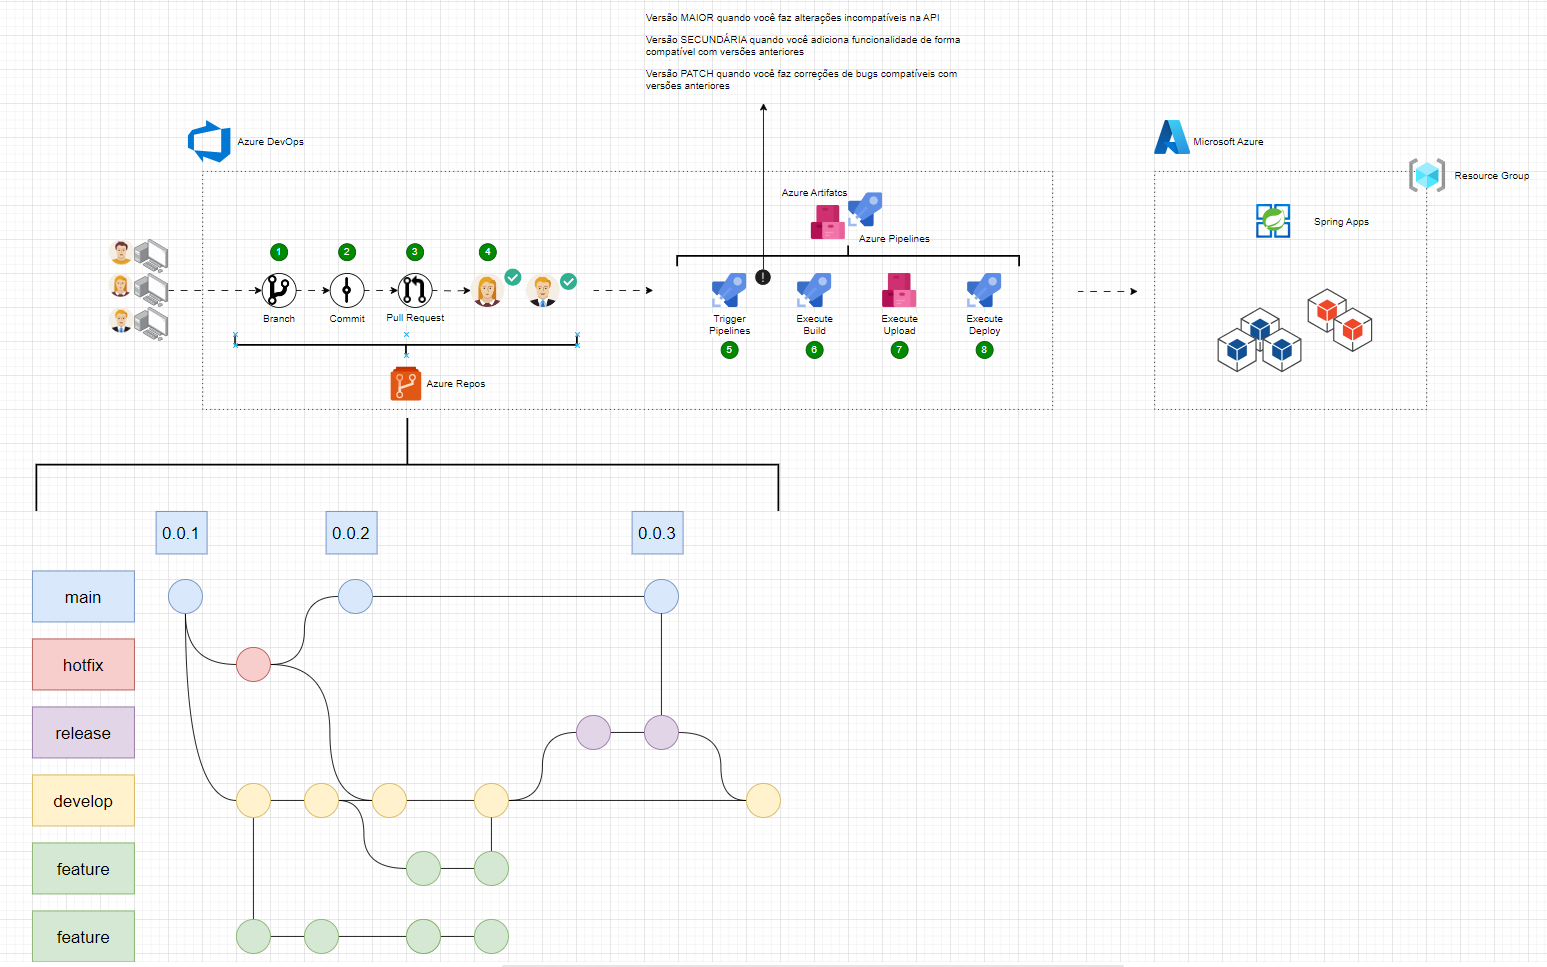 Versão MAIOR quando você faz alterações incompatíveis na API
Versão SECUNDÁRIA quando você adiciona funcionalidade de forma
compatível com versões anteriores
Versão PATCH quando você faz correções de bugs compatíveis com
versões anteriores
Azure DevOps
Microsoft Azure
Resource Group
Azure Artifatcs
Azure Pipelines
Spring Apps
1
2
3
4
Branch
Commit
Pull Request
Trigger
Pipelines
Execute
Build
Execute
Upload
Execute
Deploy
5
6
7
8
Azure Repos
0.0.1
0.0.2
0.0.3
main
hotfix
release
develop
feature
feature